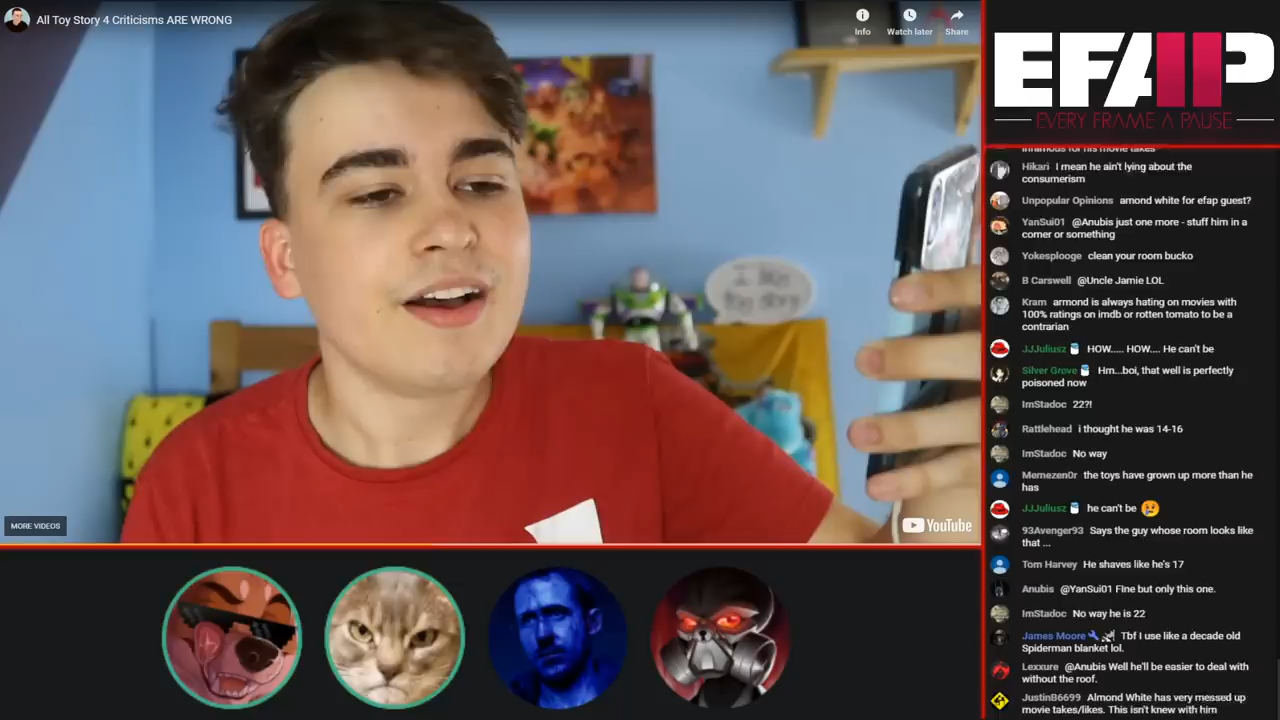 All Toy Story 4 Criticisms ARE WRONG
Info
Watch later
Share
I like
toy story
MORE VIDEOS
YouTube
EFAP
EVERY FRAME A PAUSE
infamous for his movie takes
Hikari I mean he ain't lying about the
consumerism
Unpopular Opinions amond white for efap guest?
YanSui01 @Anubis just one more - stuff him in a
corner or something
Yokesplooge clean your room bucko
B Carswell @Uncle Jamie LOL
Kram armond is always hating on movies with
100% ratings on imdb or rotten tomato to be a
contrarian
JJJuliusz HOW..... HOW.... He can't be
Silver Grove Hm...boi, that well is perfectly
poisoned now
ImStadoc 22?!
Rattlehead i thought he was 14-16
ImStadoc No way
Memezen0r the toys have grown up more than he
has
JJJuliusz he can't be 😢
93Avenger93 Says the guy whose room looks like
that ...
Tom Harvey He shaves like he's 17
Anubis @YanSui01 FIne but only this one.
ImStadoc No way he is 22
James Moore Tbf I use like a decade old
Spiderman blanket lol.
Lexxure @Anubis Well he'll be easier to deal with
without the roof.
JustinB6699 Almond White has very messed up
movie takes/likes. This isn't knew with him